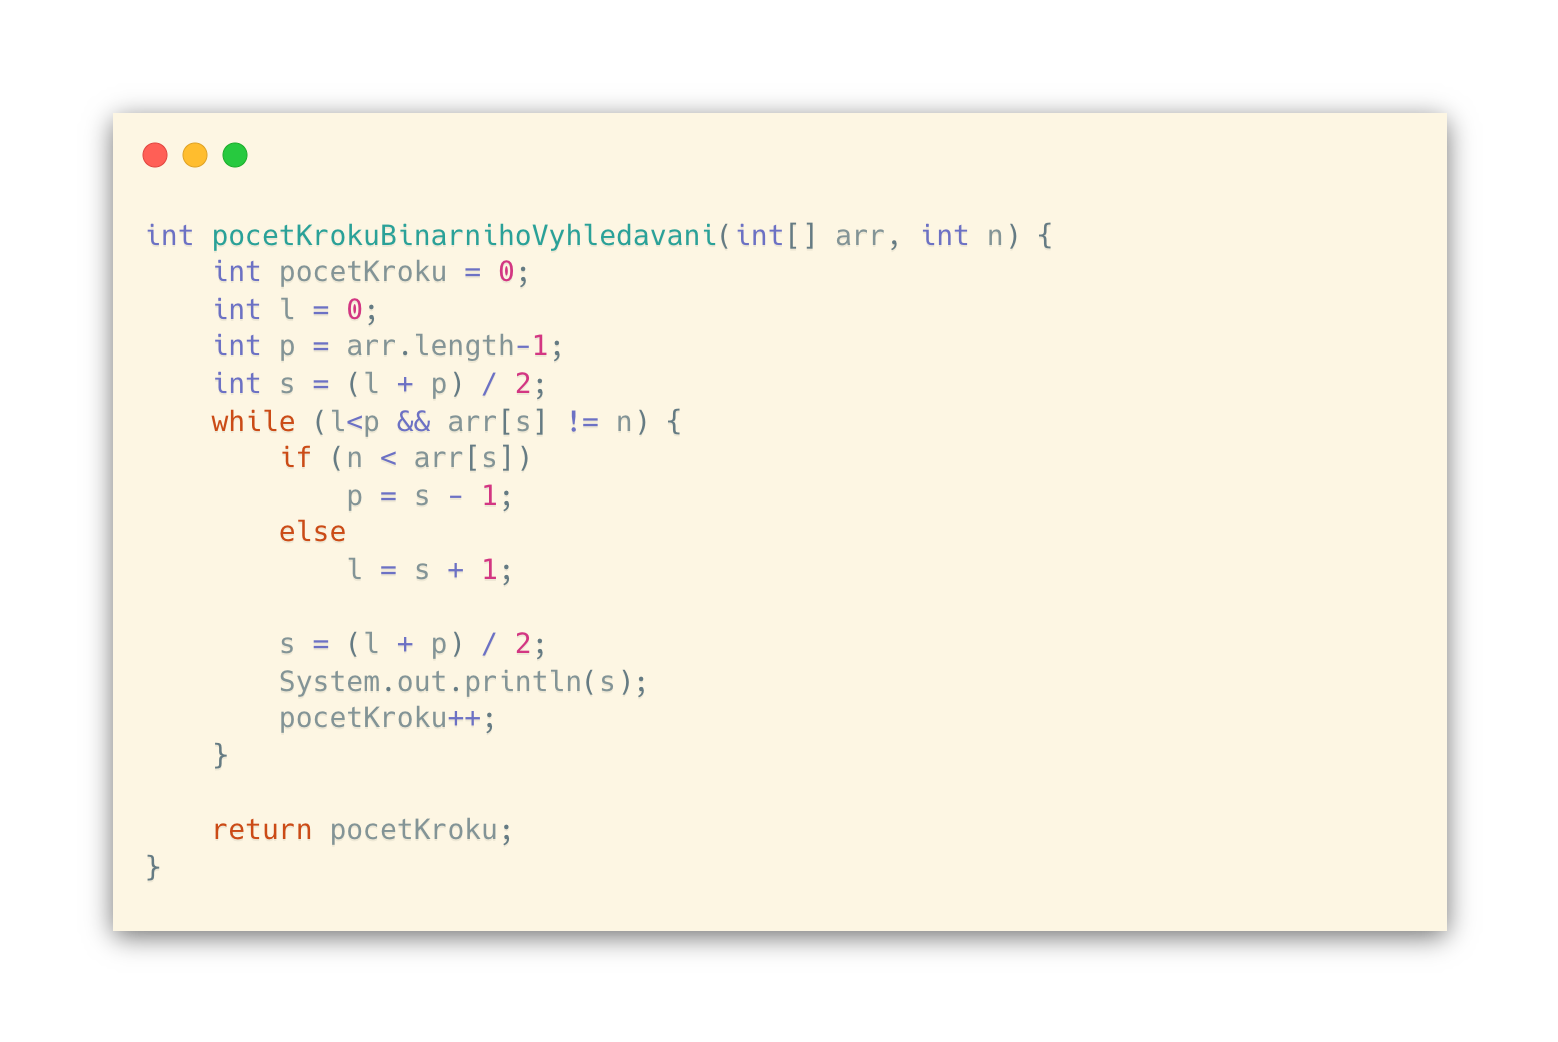 int pocetKrokuBinarnihoVyhledavani(int[] arr, int n) {
    int pocetKroku = 0;
    int l = 0;
    int p = arr.length-1;
    int s = (l + p) / 2;
    while (l<p && arr[s] != n) {
        if (n < arr[s])
            p = s - 1;
        else
            l = s + 1;

        s = (l + p) / 2;
        System.out.println(s);
        pocetKroku++;
    }

    return pocetKroku;
}